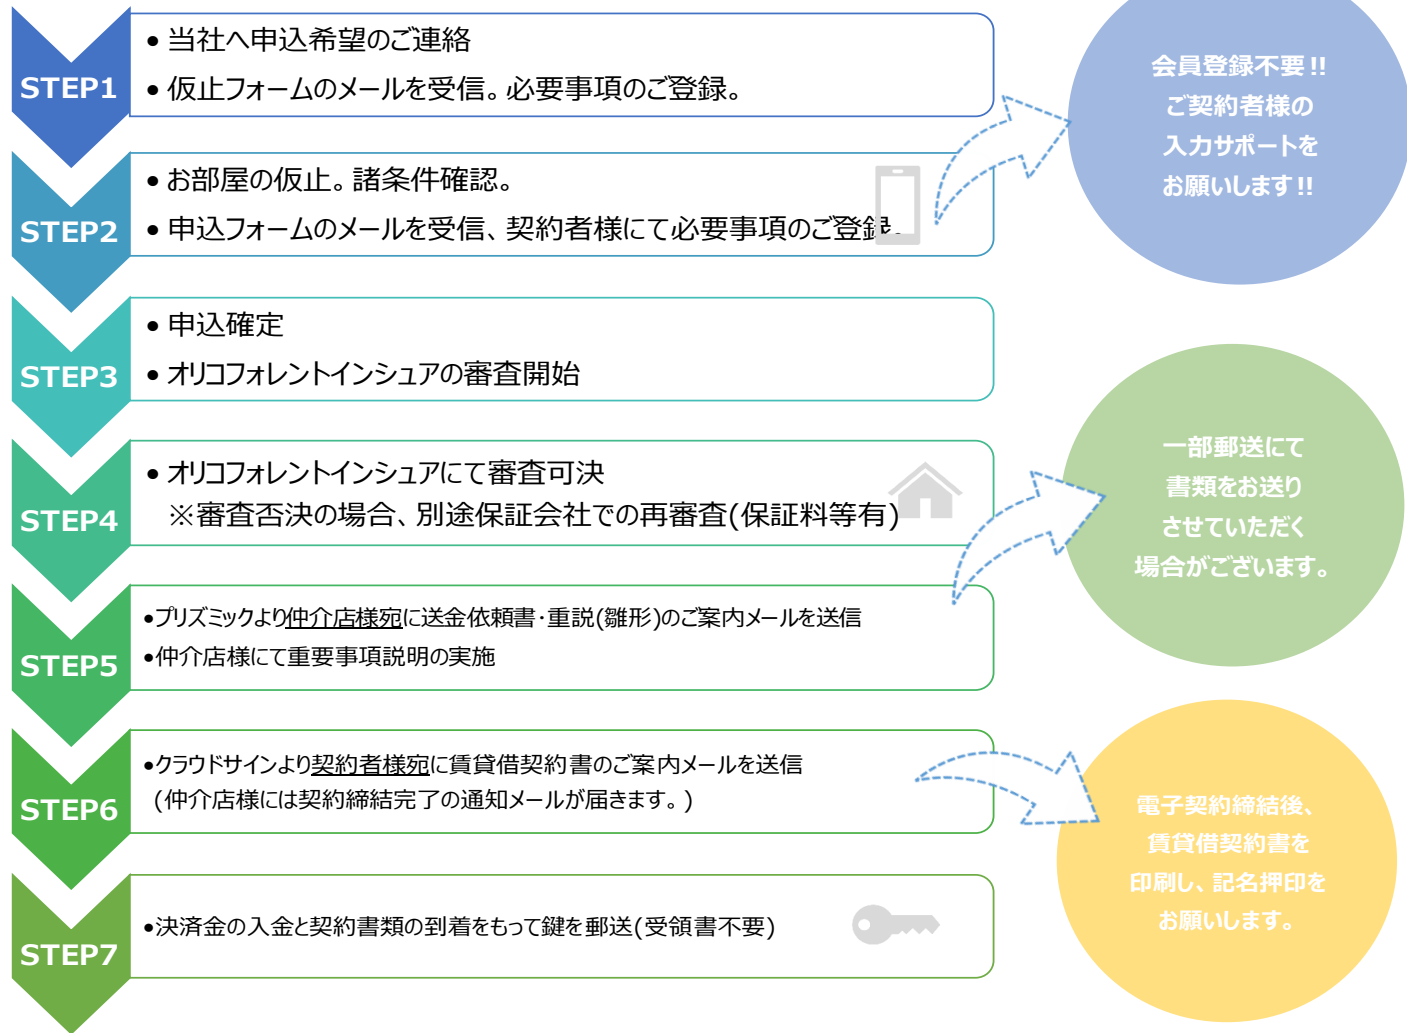 STEP1
• 当社へ申込希望のご連絡
• 仮止フォームのメールを受信。必要事項のご登録。
会員登録不要!!
ご契約者様の
入力サポートを
お願いします!!
STEP2
• お部屋の仮止。諸条件確認。
• 申込フォームのメールを受信、契約者様にて必要事項のご登録。
STEP3
• 申込確定
• オリコフォレントインシュアの審査開始
STEP4
• オリコフォレントインシュアにて審査可決
※審査否決の場合、別途保証会社での再審査(保証料等有)
一部郵送にて
書類をお送り
させていただく
場合がございます。
STEP5
•プリズミックより仲介店様宛に送金依頼書・重説(雛形)のご案内メールを送信
•仲介店様にて重要事項説明の実施
STEP6
•クラウドサインより契約者様宛に賃貸借契約書のご案内メールを送信
(仲介店様には契約締結完了の通知メールが届きます。)
電子契約締結後、
賃貸借契約書を
印刷し、記名押印を
お願いします。
STEP7
•決済金の入金と契約書類の到着をもって鍵を郵送(受領書不要)